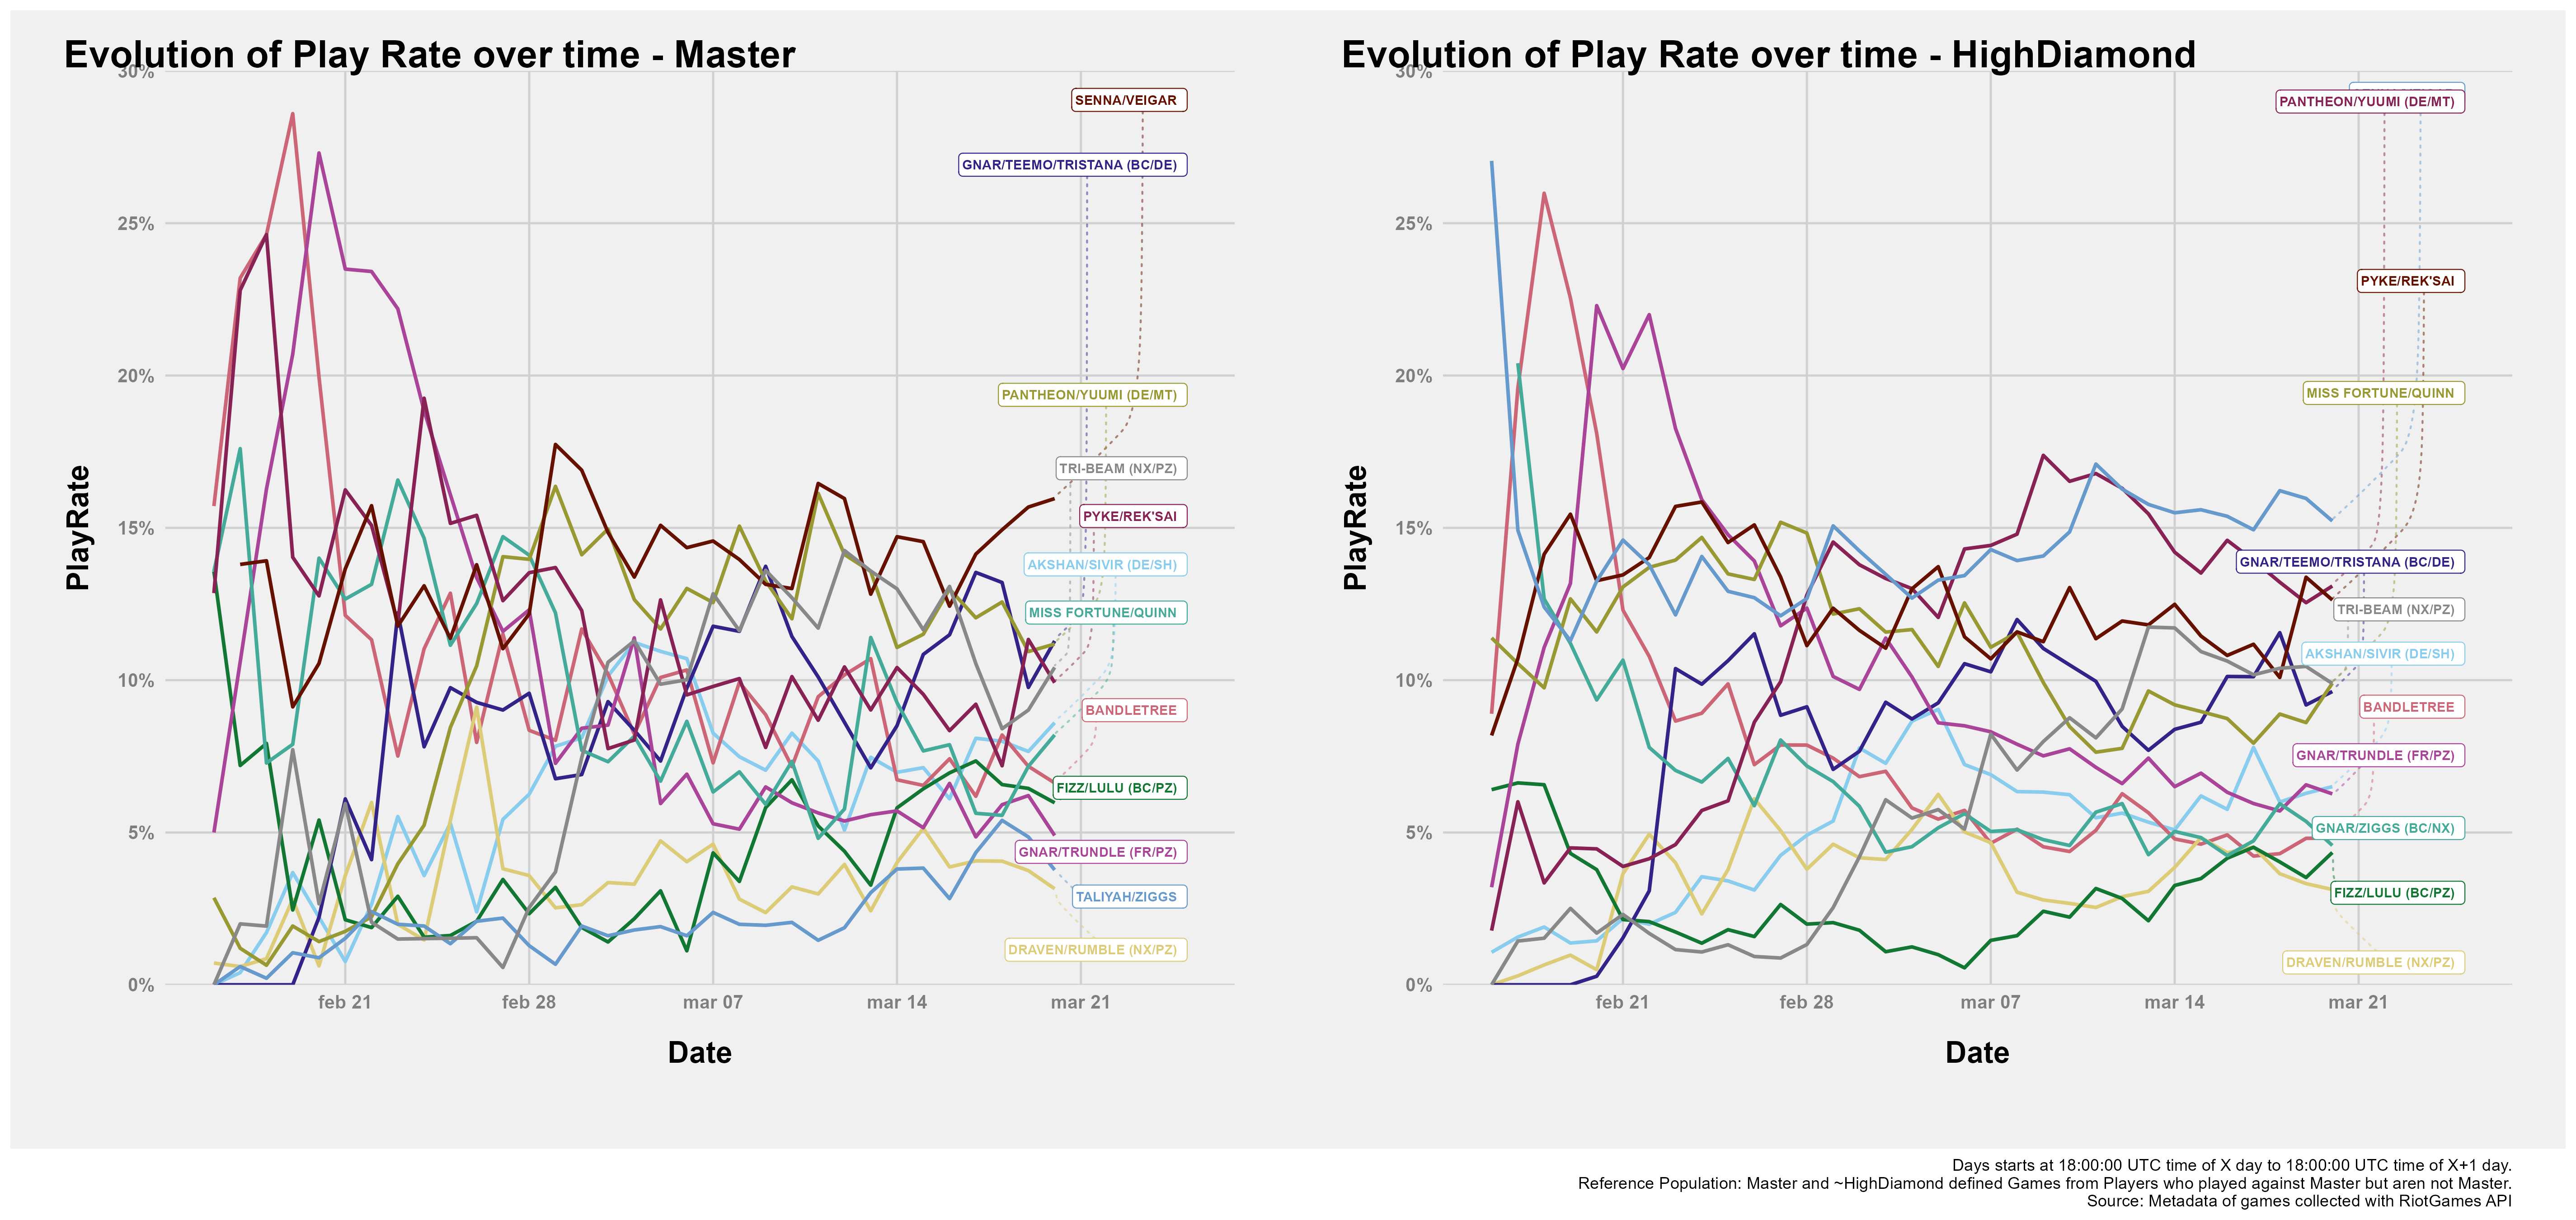 Evolution of Play Rate over time - Master
30%
25%
20%
15%
10%
5%
0%
PlayRate
SENNA/VEIGAR
GNAR/TEEMO/TRISTANA (BC/DE)
PANTHEON/YUUMI (DE/MT)
TRI-BEAM (NX/PZ)
PYKE/REK'SAI
AKSHAN/SIVIR (DE/SH)
MISS FORTUNE/QUINN
BANDLETREE
FIZZ/LULU (BC/PZ)
GNAR/TRUNDLE (FR/PZ)
TALIYAH/ZIGGS
DRAVEN/RUMBLE (NX/PZ)
feb 21
feb 28
mar 07
mar 14
mar 21
Date
Evolution of Play Rate over time - HighDiamond
30%
25%
20%
15%
10%
5%
0%
PlayRate
PANTHEON/YUUMI (DE/MT)
PYKE/REK'SAI
MISS FORTUNE/QUINN
GNAR/TEEMO/TRISTANA (BC/DE)
TRI-BEAM (NX/PZ)
AKSHAN/SIVIR (DE/SH)
BANDLETREE
GNAR/TRUNDLE (FR/PZ)
GNAR/ZIGGS (BC/NX)
FIZZ/LULU (BC/PZ)
DRAVEN/RUMBLE (NX/PZ)
feb 21
feb 28
mar 07
mar 14
mar 21
Date
Days starts at 18:00:00 UTC time of X day to 18:00:00 UTC time of X+1 day.
Reference Population: Master and ~HighDiamond defined Games from Players who played against Master but aren not Master.
Source: Metadata of games collected with RiotGames API